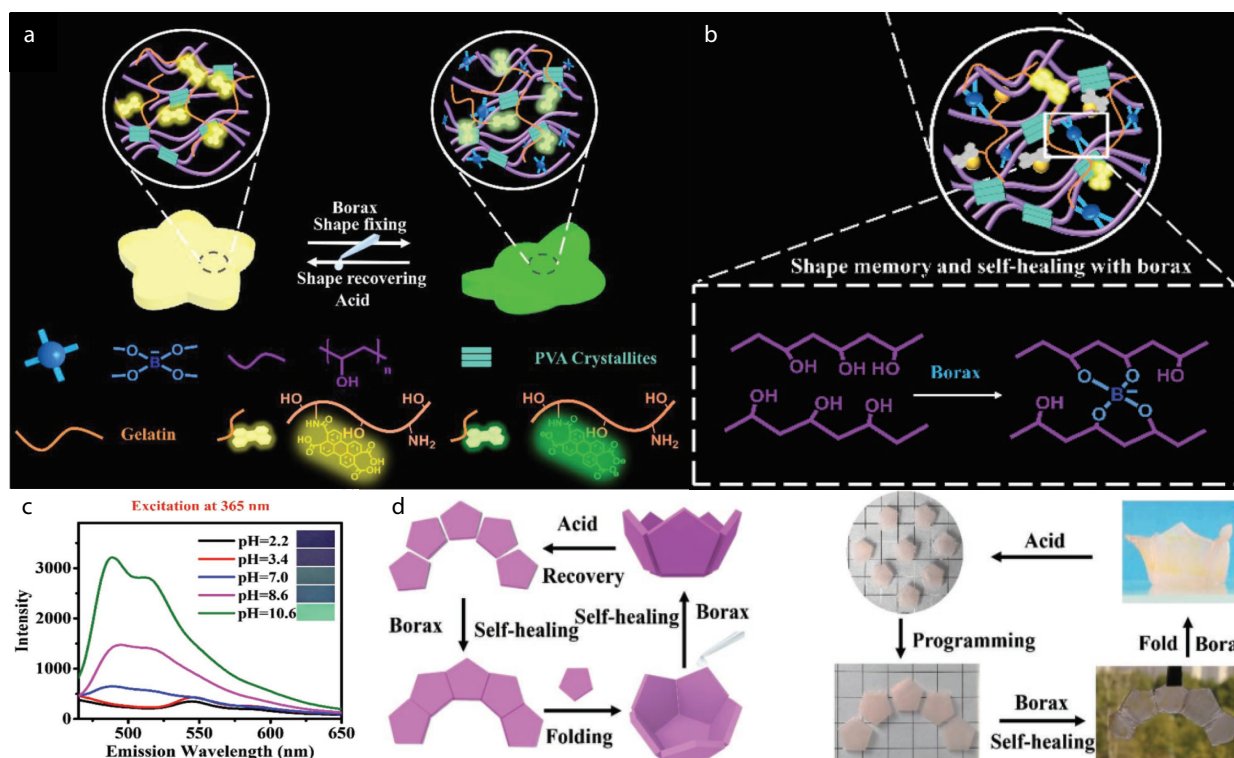 a
Borax
Shape fixing
Shape recovering
Acid
O
O
B
O
O
OH
n
PVA Crystallites
Gelatin
HO
HO
HO
NH₂
HO
HO
HO
NH₂
b
Shape memory and self-healing with borax
OH
OH
HO
OH
OH
OH
Borax
HO
O
O
B
O
O
OH
c
Excitation at 365 nm
pH=2.2
pH=3.4
pH=7.0
pH=8.6
pH=10.6
3000
2000
1000
0
Intensity
500
550
600
650
Emission Wavelength (nm)
d
Acid
Recovery
Borax
Self-healing
Self-healing
Borax
Folding
Acid
Programming
Borax
Self-healing
Fold
Bora